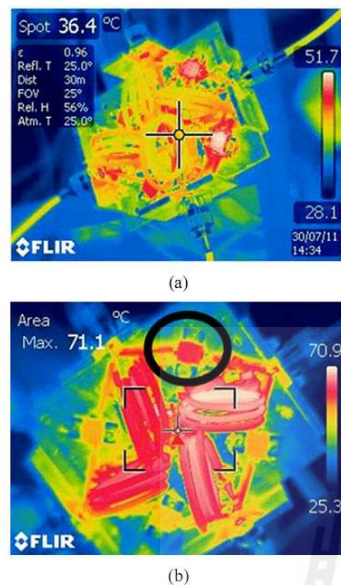 Spot 36.4 °C
ε 0.96
Refl. T 25.0°
Dist 30m
FOV 25°
Rel. H 56%
Atm. T 25.0°
51.7
28.1
30/07/11
14:34
FLIR
(a)
Area °C
Max. 71.1
70.9
25.3
FLIR
(b)